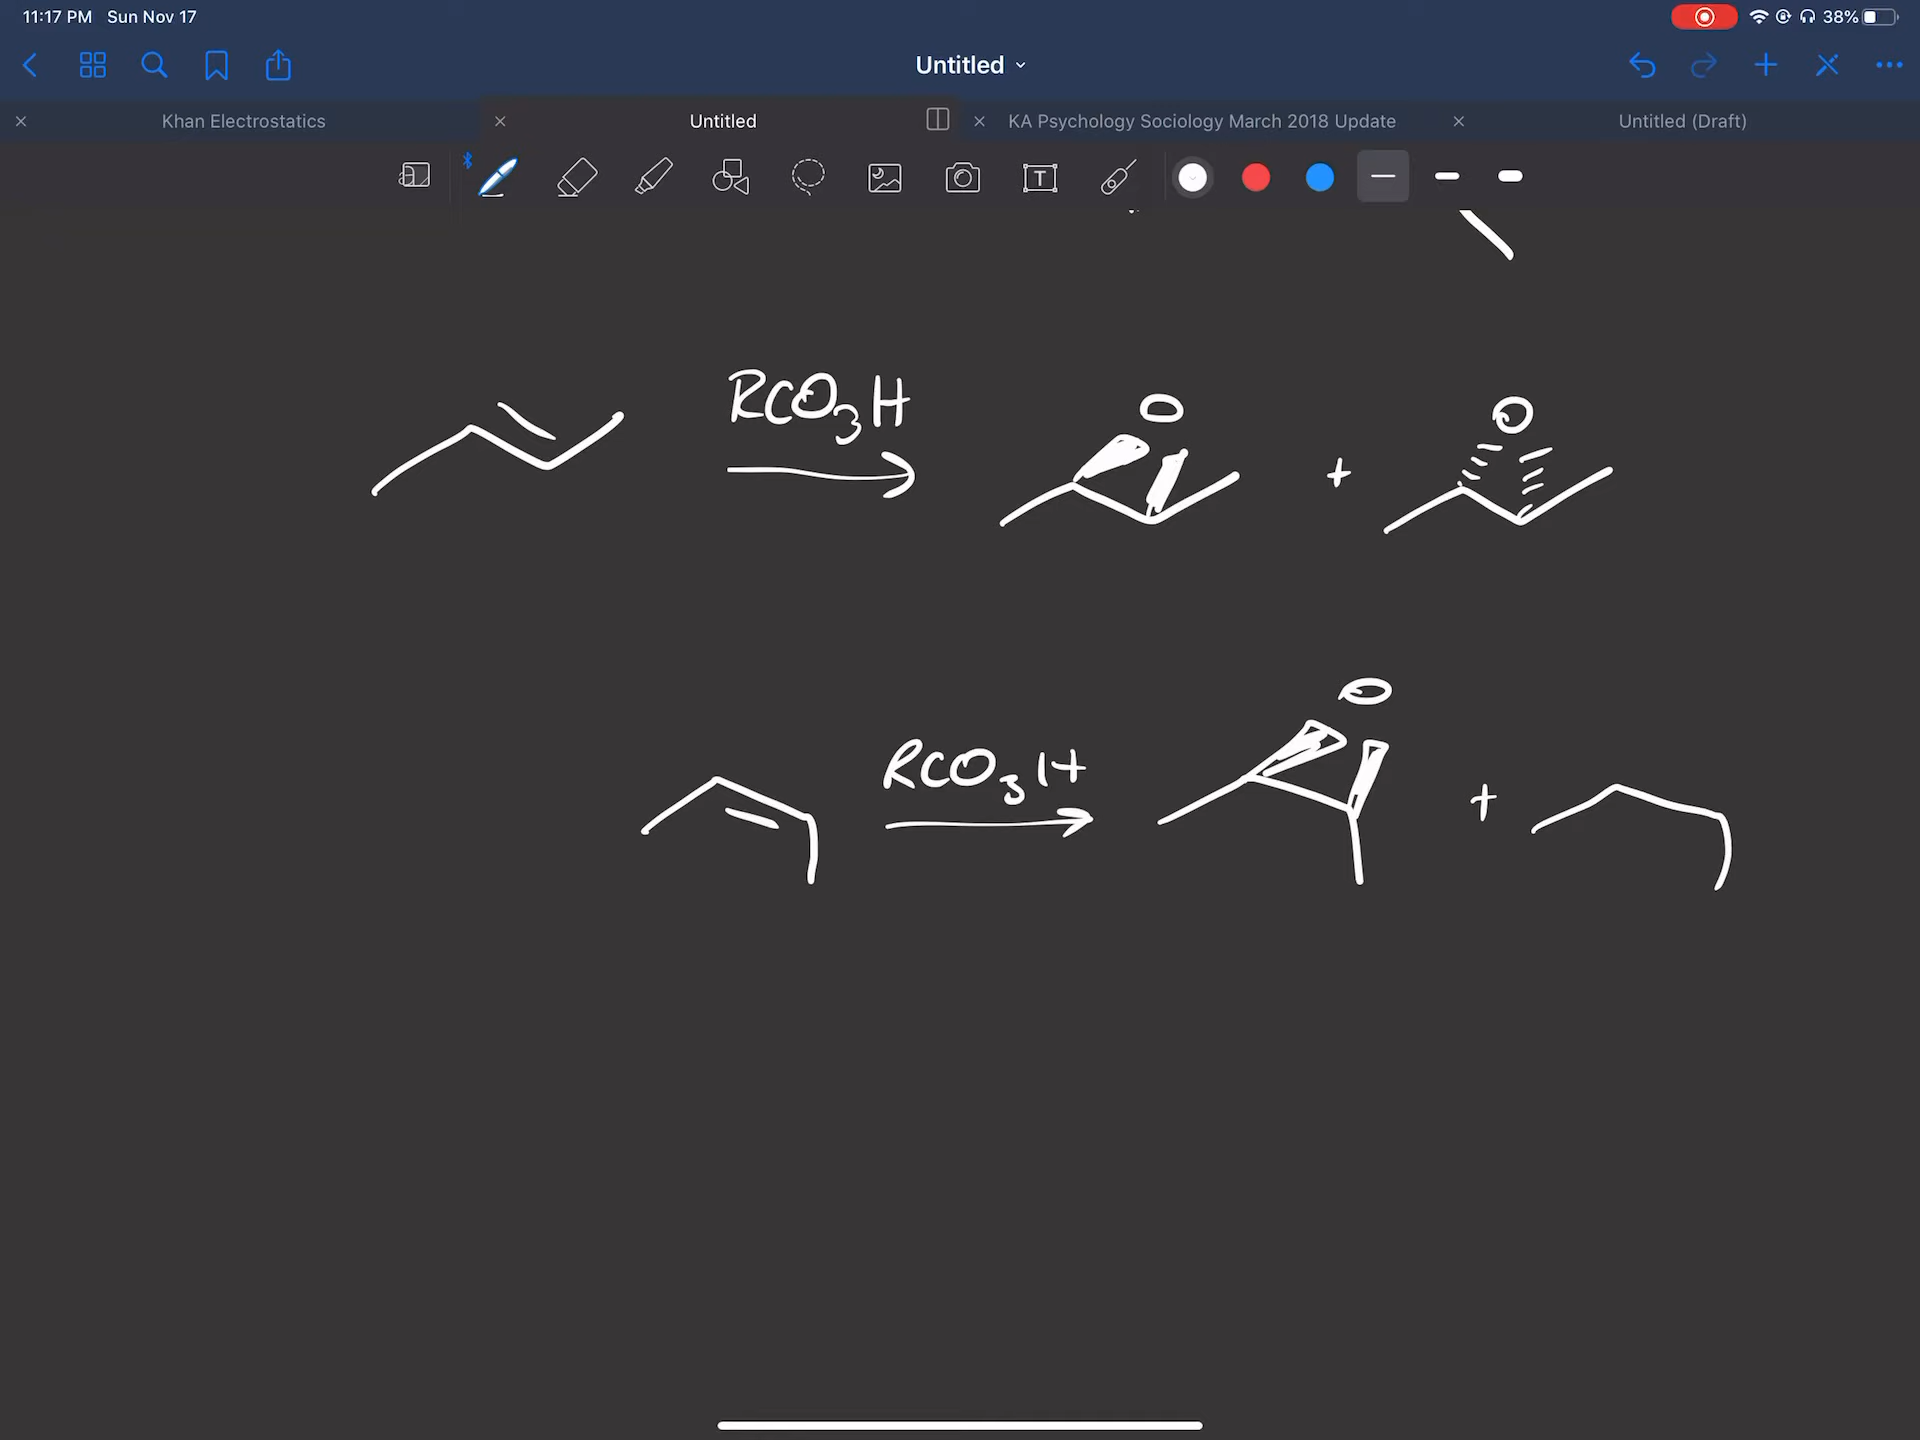 11:17 PM Sun Nov 17
38%
Untitled
Khan Electrostatics
Untitled
KA Psychology Sociology March 2018 Update
Untitled (Draft)
T
RCO3H
O
+
O
RCO3H
O
+